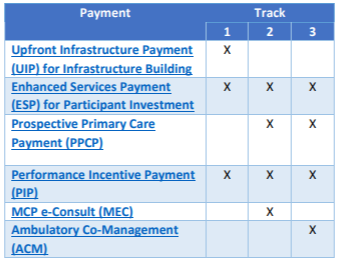 Payment Track
1 2 3
Upfront Infrastructure Payment X
(UIP) for Infrastructure Building
Enhanced Services Payment X X X
(ESP) for Participant Investment
Prospective Primary Care X X
Payment (PPCP)
Performance Incentive Payment X X X
(PIP)
MCP e-Consult (MEC) X
Ambulatory Co-Management X
(ACM)